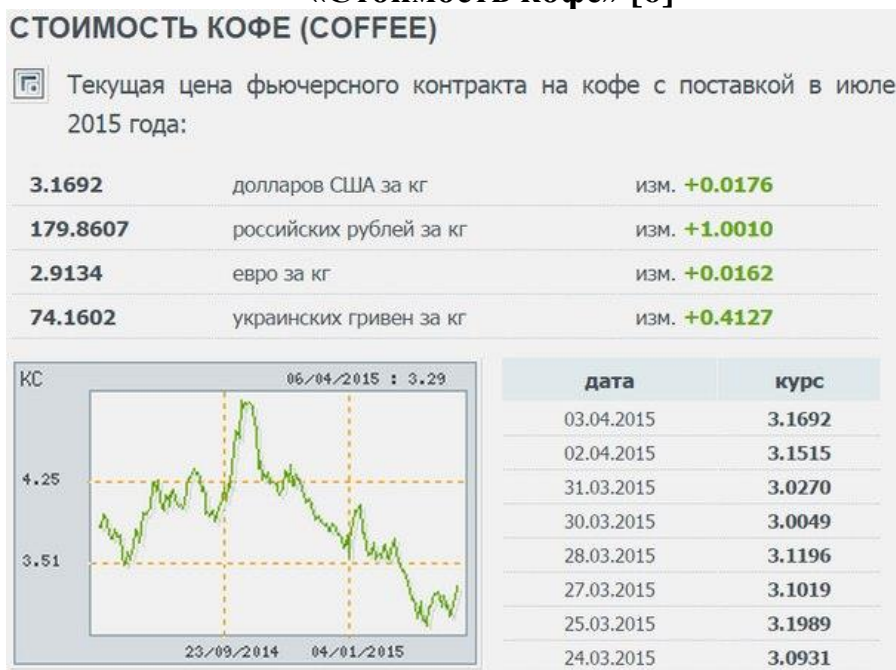 «Стоимость кофе» [6]
СТОИМОСТЬ КОФЕ (COFFEE)
Текущая цена фьючерсного контракта на кофе с поставкой в июле
2015 года:
3.1692 долларов США за кг изм. +0.0176
179.8607 российских рублей за кг изм. +1.0010
2.9134 евро за кг изм. +0.0162
74.1602 украинских гривен за кг изм. +0.4127
KC 06/04/2015 : 3.29
4.25
3.51
23/09/2014 04/01/2015
дата курс
03.04.2015 3.1692
02.04.2015 3.1515
31.03.2015 3.0270
30.03.2015 3.0049
28.03.2015 3.1196
27.03.2015 3.1019
25.03.2015 3.1989
24.03.2015 3.0931